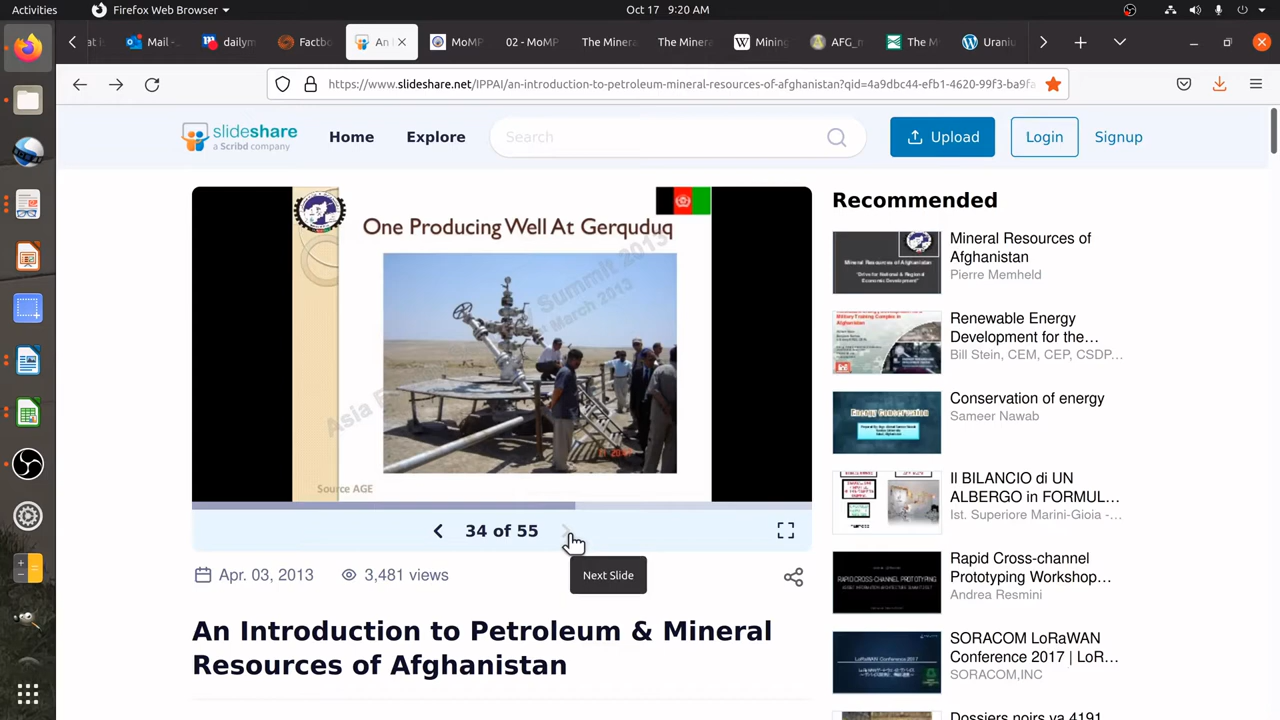 Activities
Firefox Web Browser
Oct 17 9:20 AM
Mail -
dailym
Factbo
An I
MoMP
02 - MoMP
The Minera
The Minera
Mining
AFG_m
The M
Uraniu
https://www.slideshare.net/IPPAI/an-introduction-to-petroleum-mineral-resources-of-afghanistan?qid=4a9dbc44-efb1-4620-99f3-ba9fa
slideshare
a Scribd company
Home
Explore
Search
Upload
Login
Signup
One Producing Well At Gerquduq
Source AGE
34 of 55
Next Slide
Apr. 03, 2013
3,481 views
An Introduction to Petroleum & Mineral
Resources of Afghanistan
Recommended
Mineral Resources of
Afghanistan
Pierre Memheld
Renewable Energy
Development for the…
Bill Stein, CEM, CEP, CSDP…
Conservation of energy
Sameer Nawab
Il BILANCIO di UN
ALBERGO in FORMUL…
Ist. Superiore Marini-Gioia -…
Rapid Cross-channel
Prototyping Workshop…
Andrea Resmini
SORACOM LoRaWAN
Conference 2017 | LoR…
SORACOM,INC
Dossiers noirs va 4191